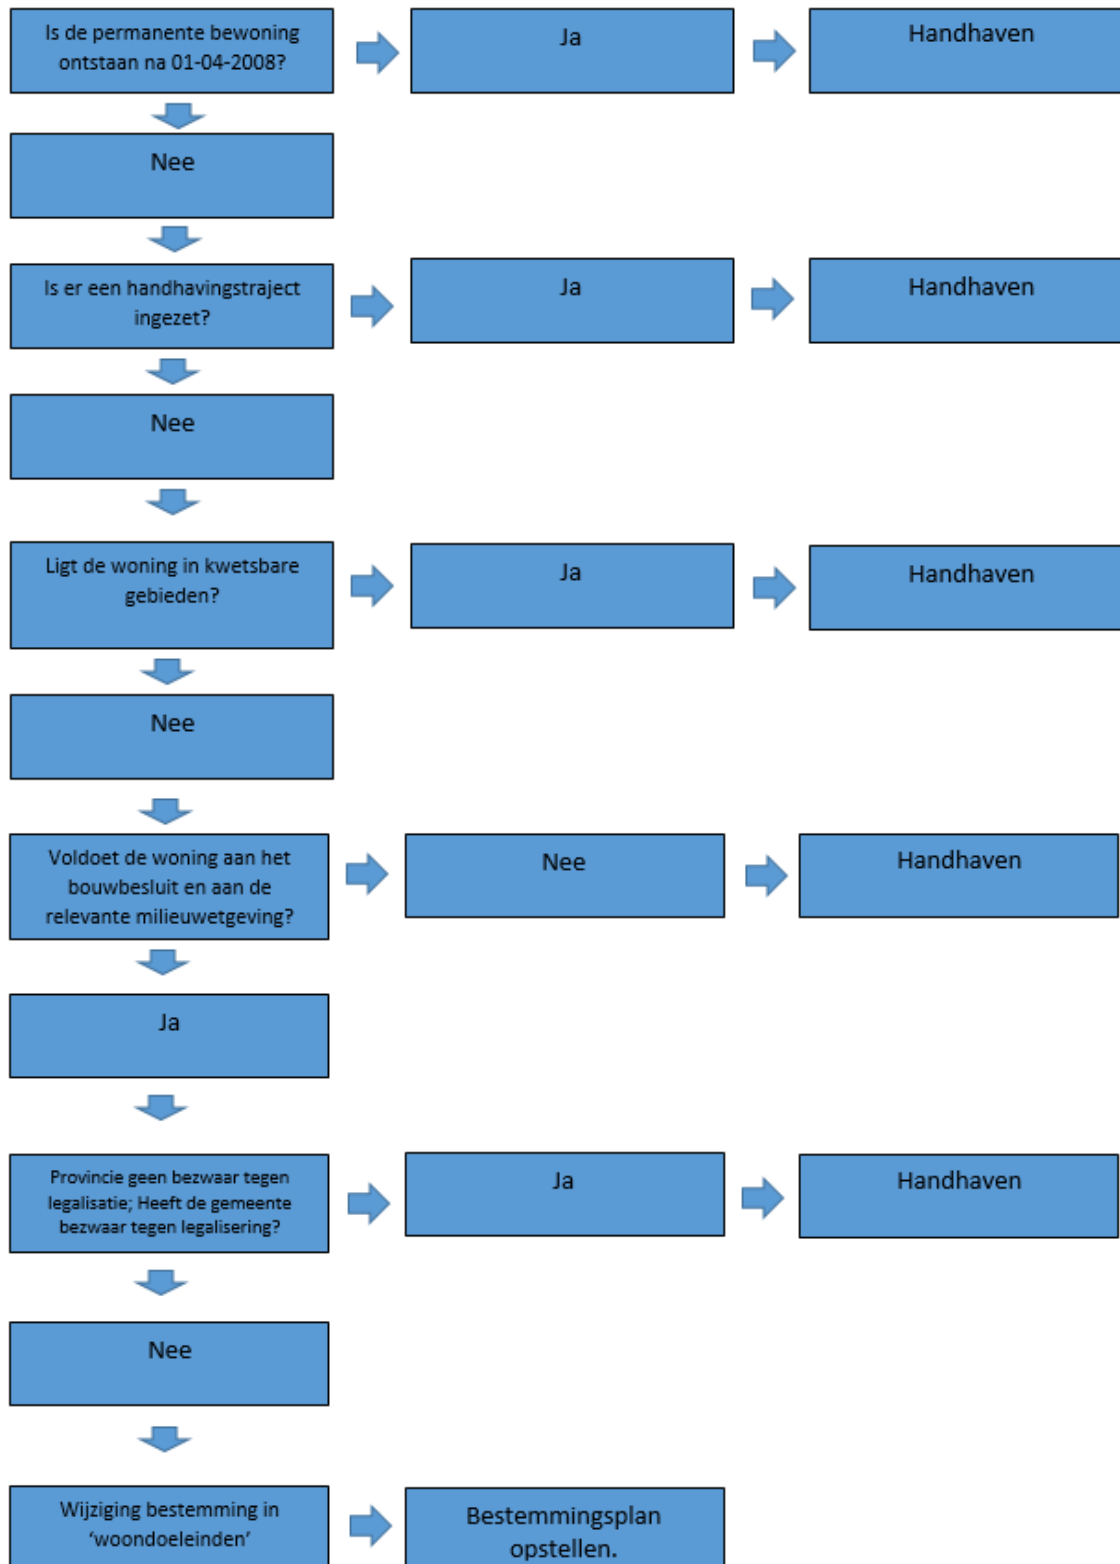 Is de permanente bewoning
ontstaan na 01-04-2008?
Ja
Handhaven
Nee
Is er een handhavingstraject
ingezet?
Ja
Handhaven
Nee
Ligt de woning in kwetsbare
gebieden?
Ja
Handhaven
Nee
Voldoet de woning aan het
bouwbesluit en aan de
relevante milieuwetgeving?
Nee
Handhaven
Ja
Provincie geen bezwaar tegen
legalisatie; Heeft de gemeente
bezwaar tegen legalisering?
Ja
Handhaven
Nee
Wijziging bestemming in
‘woondoeleinden’
Bestemmingsplan
opstellen.